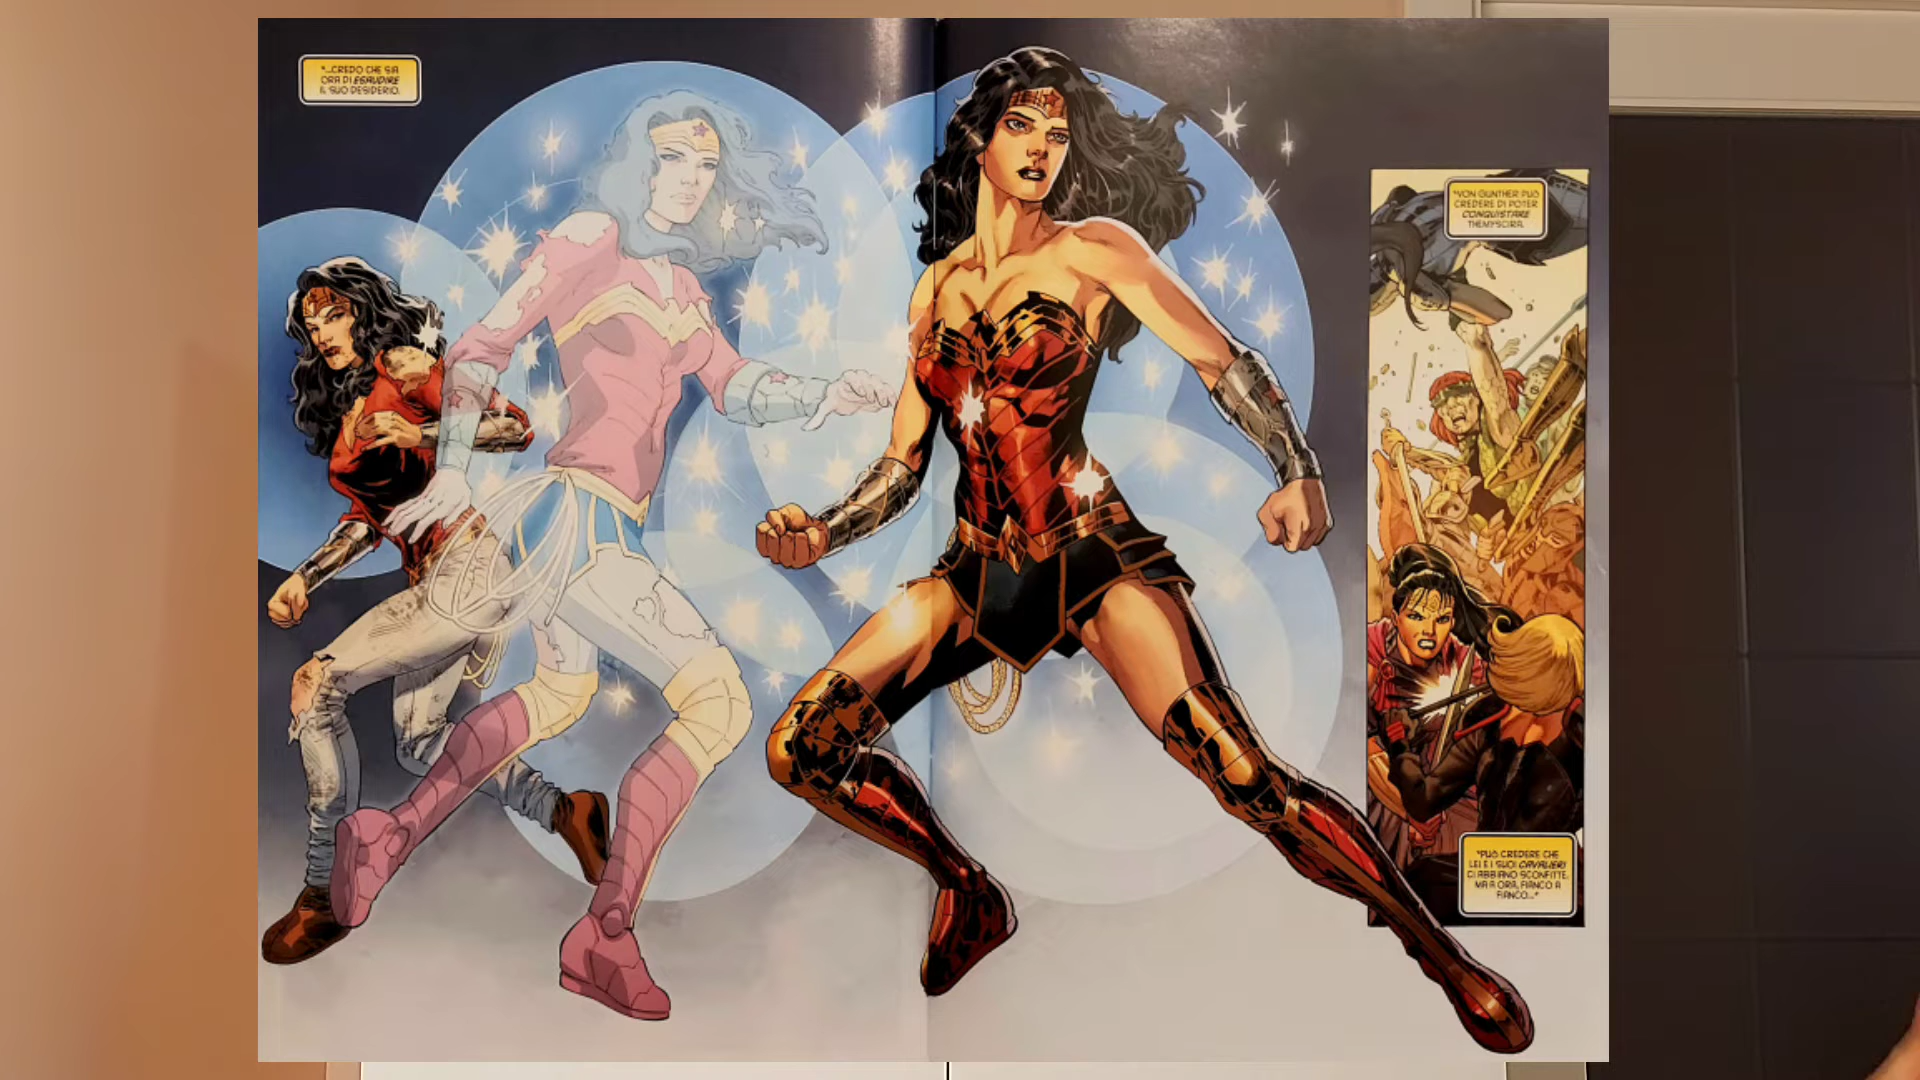 "...CREDO CHE SIA
ORA DI ESAUDIRE
IL SUO DESIDERIO.
"VON GUNTHER PUÒ
CREDERE DI POTER
CONQUISTARE
THEMYSCIRA.
"PUÒ CREDERE CHE
LEI E I SUOI CAVALIERI
CI ABBIANO SCONFITTE.
MA A ORA, FIANCO A
FIANCO..."